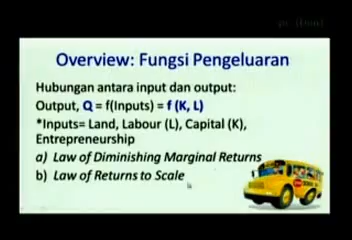 Overview: Fungsi Pengeluaran
Hubungan antara input dan output:
Output, Q = f(Inputs) = f (K, L)
*Inputs= Land, Labour (L), Capital (K),
Entrepreneurship
a) Law of Diminishing Marginal Returns
b) Law of Returns to Scale